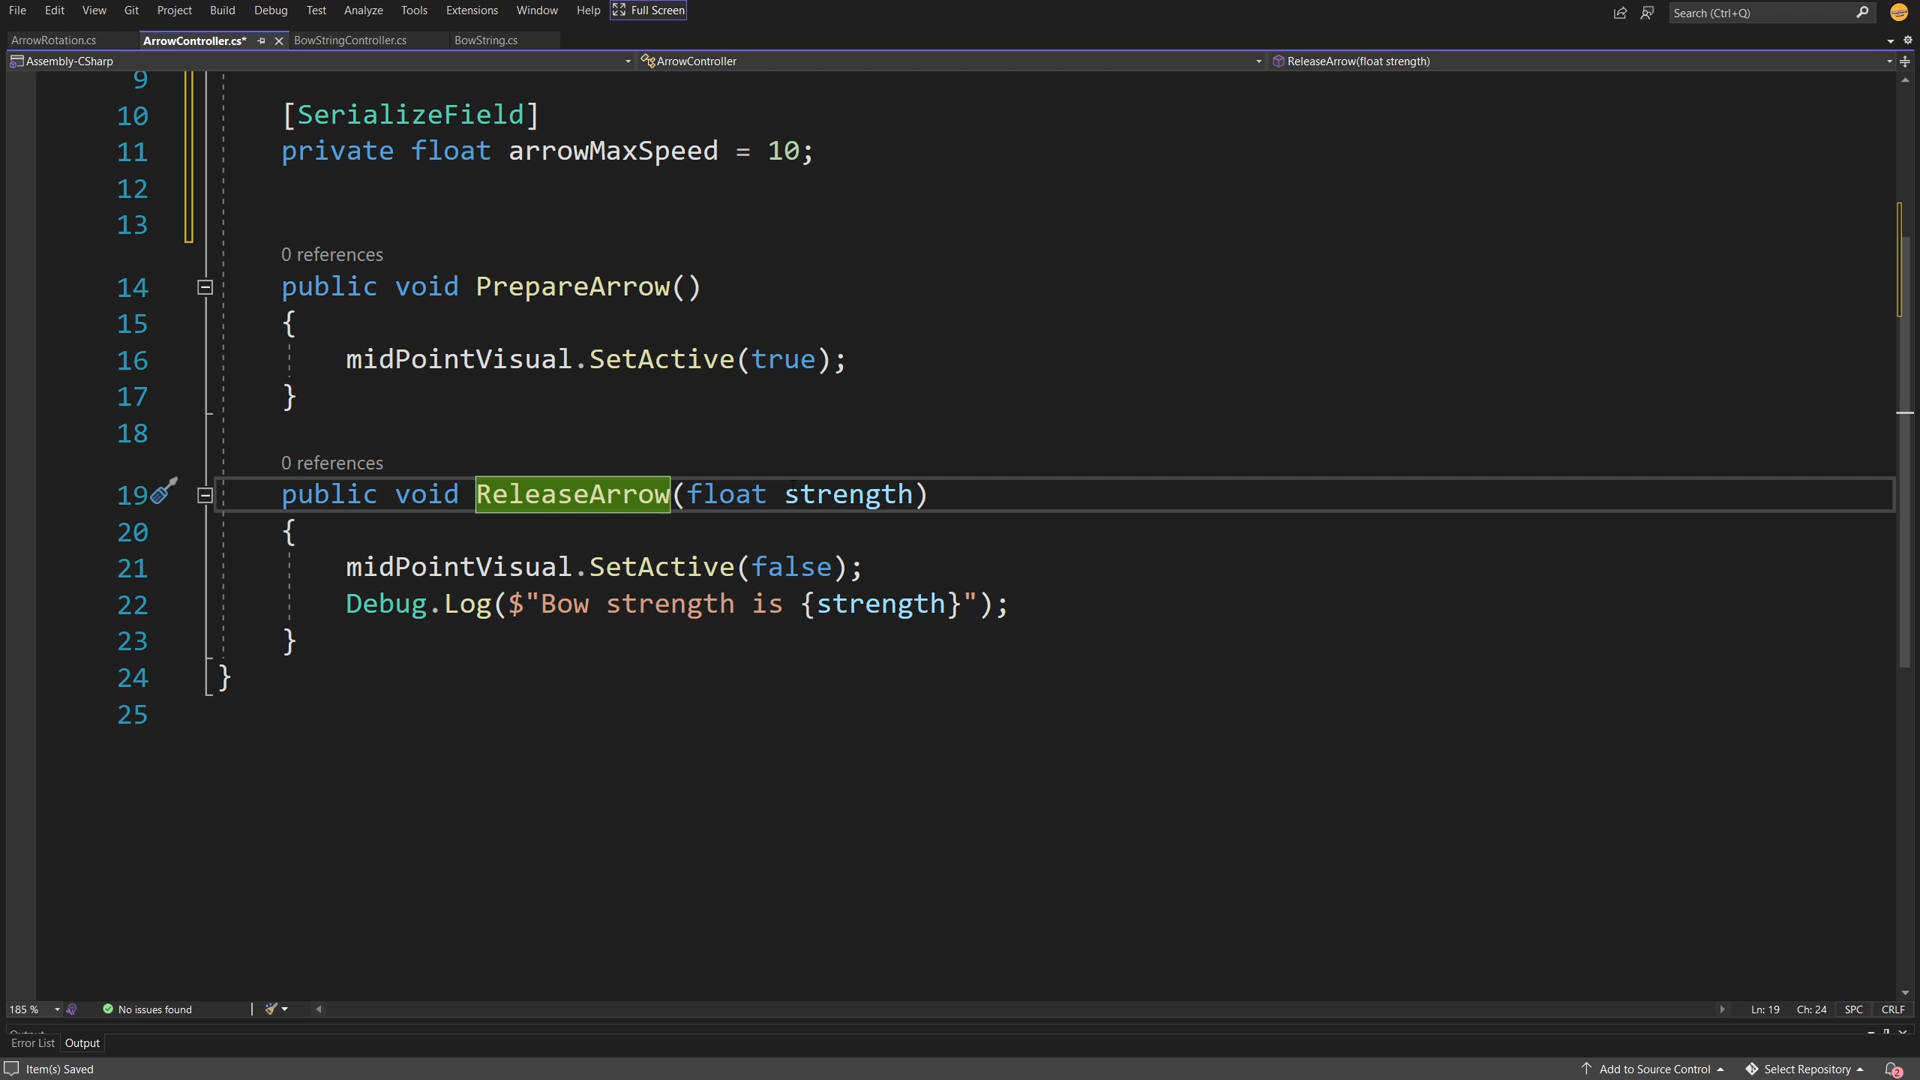 File Edit View Git Project Build Debug Test Analyze Tools Extensions Window Help Full Screen Search (Ctrl+Q)
ArrowRotation.cs ArrowController.cs* BowStringController.cs BowString.cs
Assembly-CSharp ArrowController ReleaseArrow(float strength)
9
10 [SerializeField]
11 private float arrowMaxSpeed = 10;
12
13
0 references
14 public void PrepareArrow()
15 {
16 midPointVisual.SetActive(true);
17 }
18
0 references
19 public void ReleaseArrow(float strength)
20 {
21 midPointVisual.SetActive(false);
22 Debug.Log($"Bow strength is {strength}");
23 }
24 }
25
185 % No issues found Ln: 19 Ch: 24 SPC CRLF
Output
Error List Output
Item(s) Saved Add to Source Control Select Repository 2